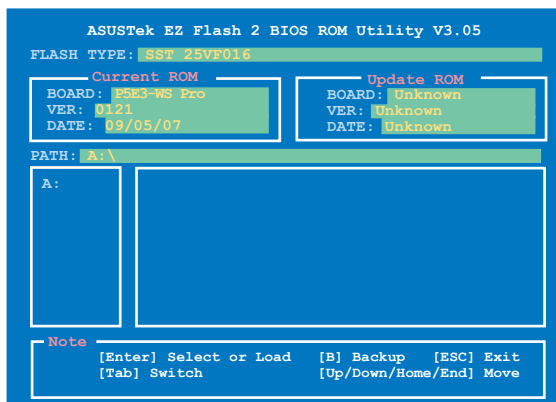 ASUSTek EZ Flash 2 BIOS ROM Utility V3.05
FLASH TYPE: SST 25VF016
Current ROM
BOARD: P5E3-WS Pro
VER: 0121
DATE: 09/05/07
Update ROM
BOARD: Unknown
VER: Unknown
DATE: Unknown
PATH: A:\
A:
Note
[Enter] Select or Load [B] Backup [ESC] Exit
[Tab] Switch [Up/Down/Home/End] Move